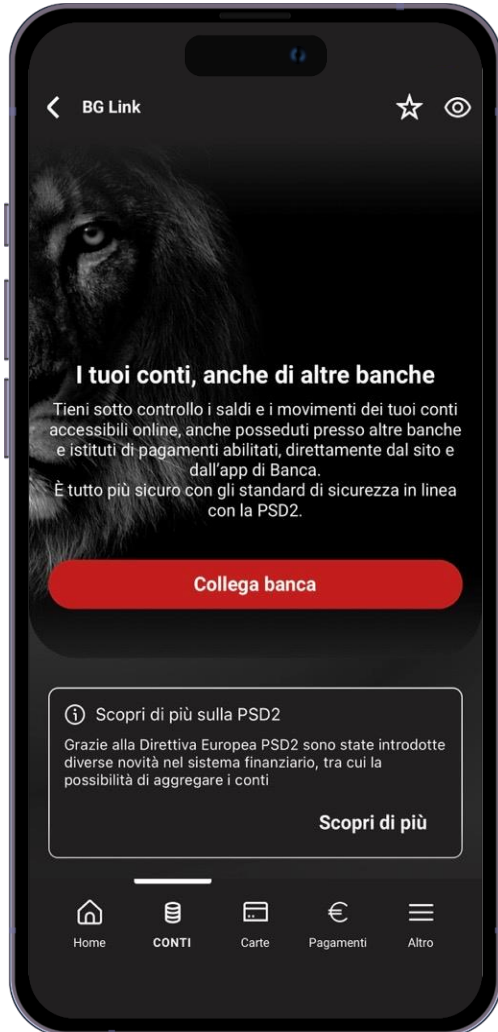 BG Link
I tuoi conti, anche di altre banche
Tieni sotto controllo i saldi e i movimenti dei tuoi conti
accessibili online, anche posseduti presso altre banche
e istituti di pagamenti abilitati, direttamente dal sito e
dall'app di Banca.
È tutto più sicuro con gli standard di sicurezza in linea
con la PSD2.
Collega banca
Scopri di più sulla PSD2
Grazie alla Direttiva Europea PSD2 sono state introdotte
diverse novità nel sistema finanziario, tra cui la
possibilità di aggregare i conti
Scopri di più
Home CONTI Carte Pagamenti Altro